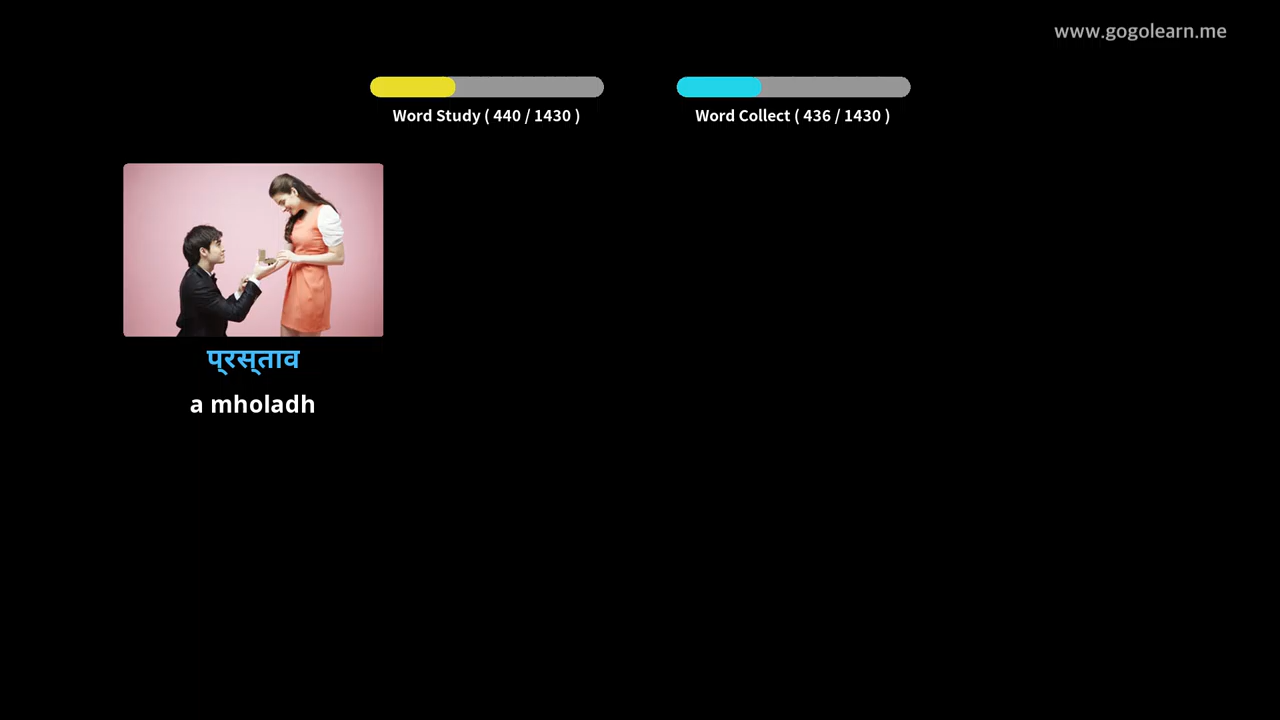 www.gogolearn.me
Word Study ( 440 / 1430 )
Word Collect ( 436 / 1430 )
प्रस्ताव
a mholadh